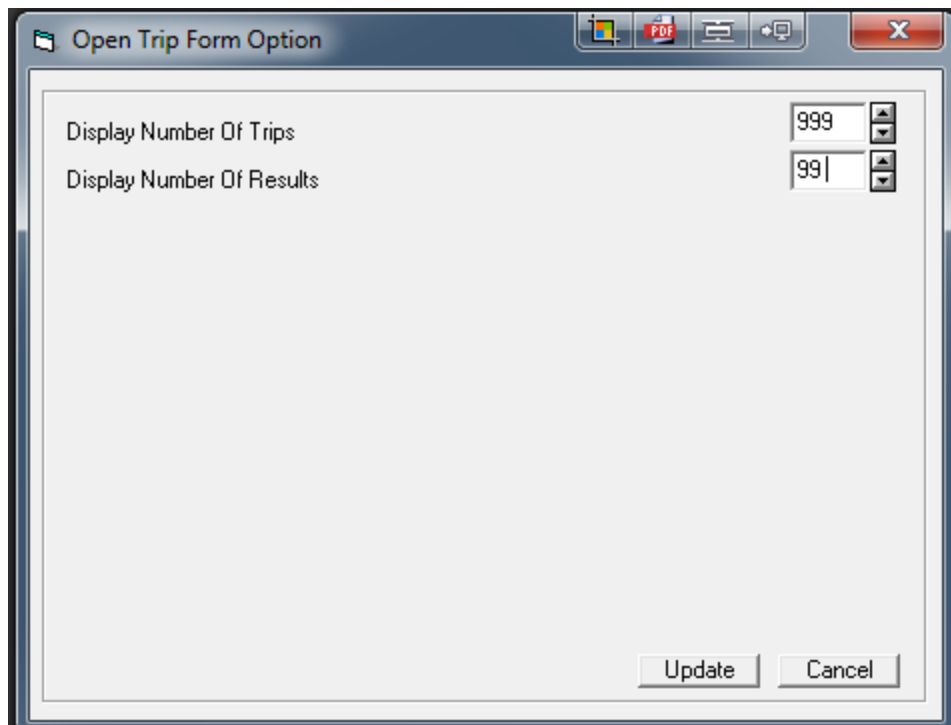 Open Trip Form Option
PDF
Display Number Of Trips 999
Display Number Of Results 99
Update Cancel